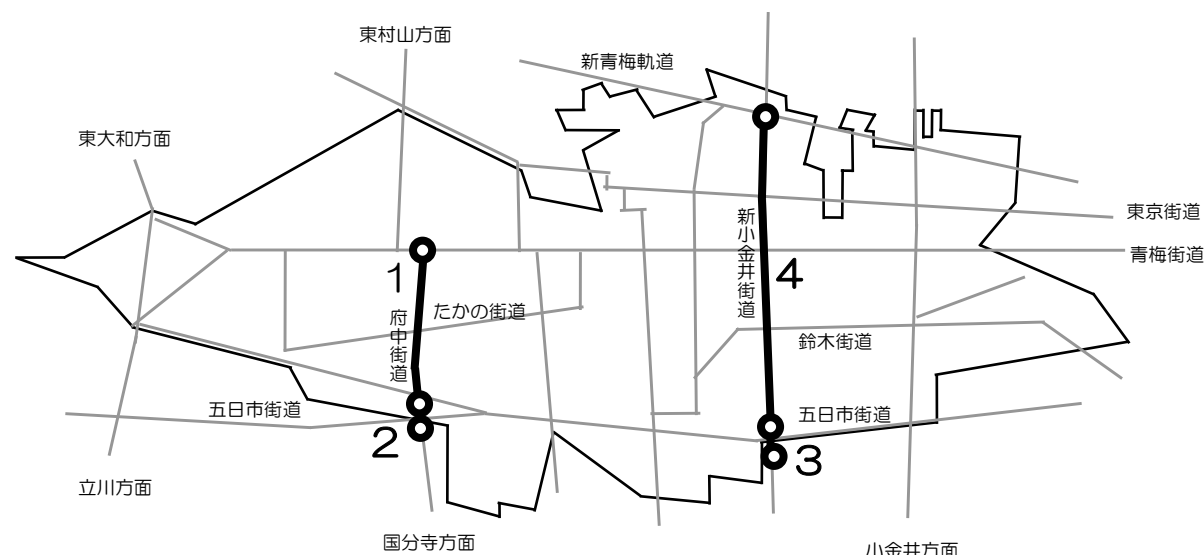 東村山方面
新青梅軌道
東大和方面
東京街道
新小金井街道
青梅街道
1
4
たかの街道
府中街道
鈴木街道
五日市街道
五日市街道
2
3
立川方面
国分寺方面
小金井方面